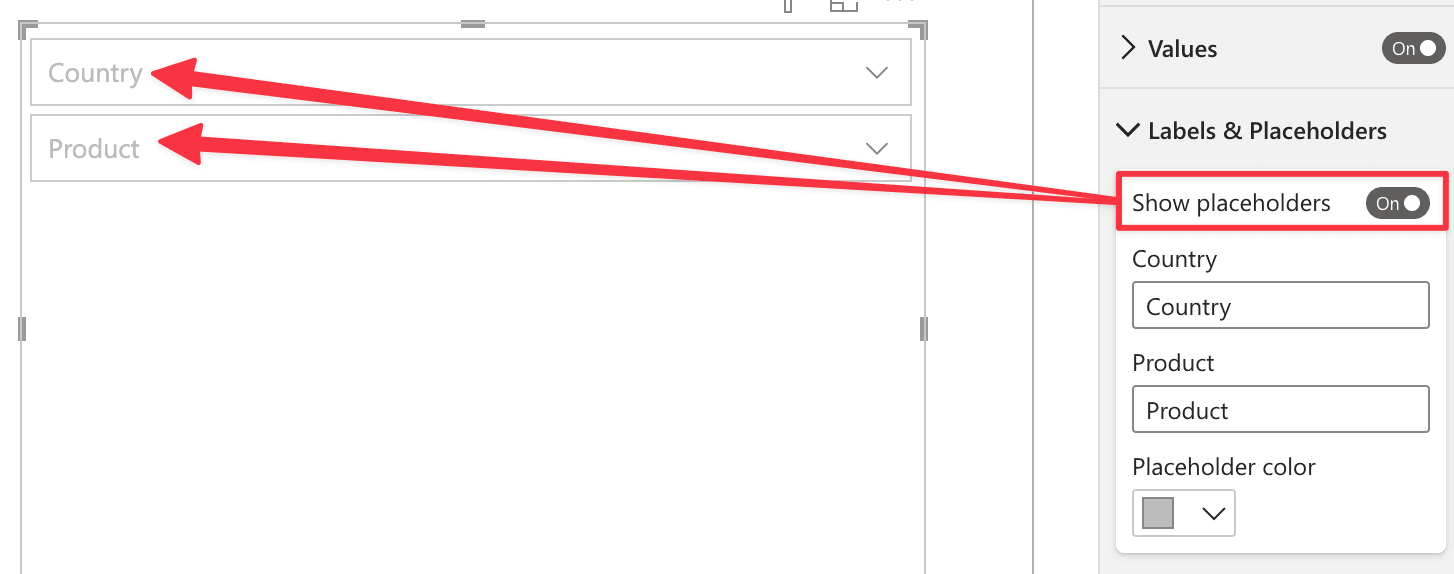 Country
Product
Values
On
Labels & Placeholders
Show placeholders
On
Country
Country
Product
Product
Placeholder color